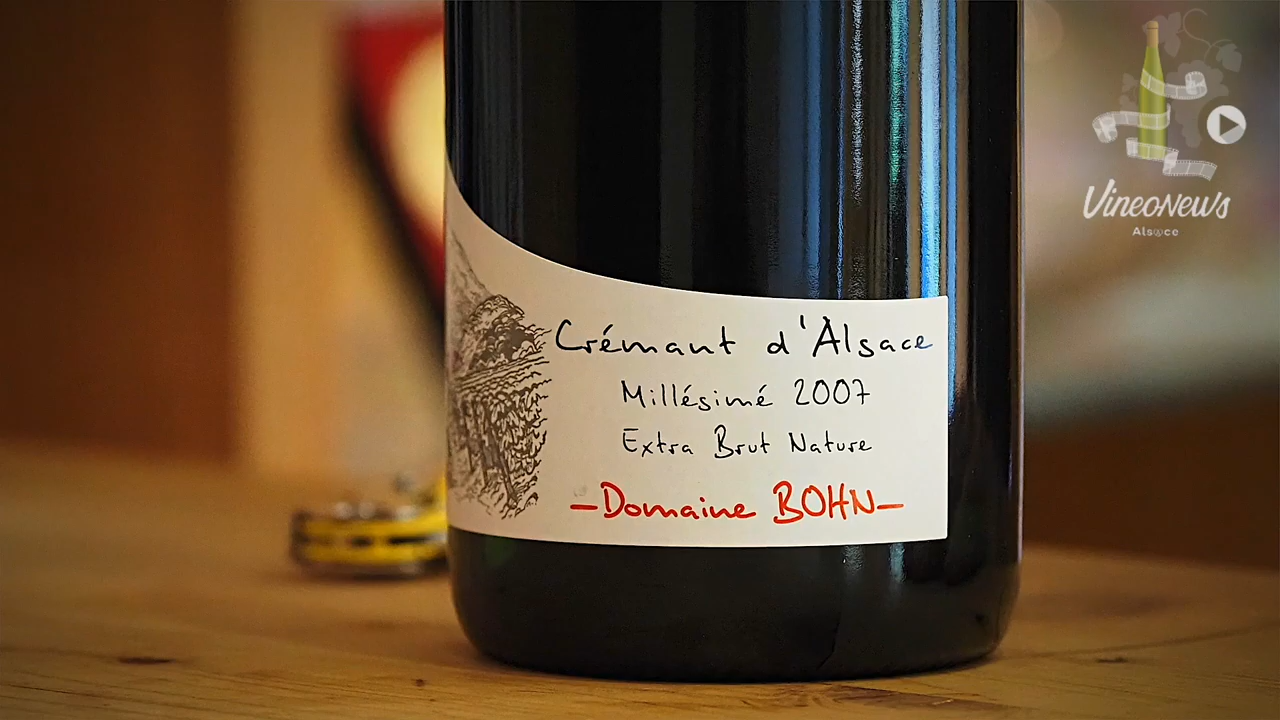 Crémant d'Alsace
Millésimé 2007
Extra Brut Nature
-Domaine BOHN-
VineoNews
Alsace